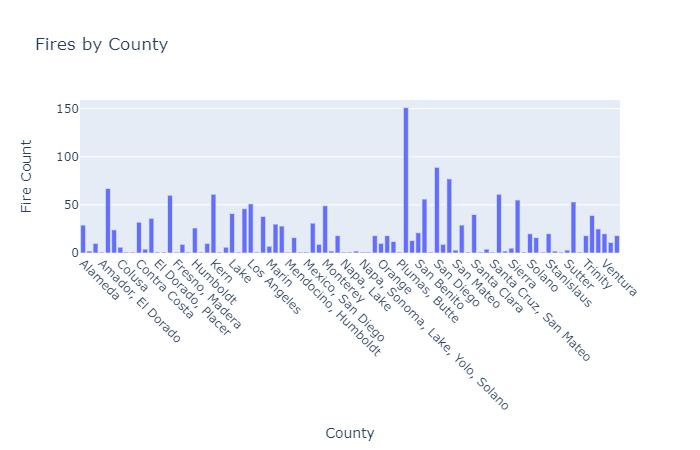 Fires by County
Fire Count
150
100
50
0
Alameda
Amador, El Dorado
Colusa
Contra Costa
El Dorado, Placer
Fresno, Madera
Humboldt
Kern
Lake
Los Angeles
Marin
Mendocino, Humboldt
Mexico, San Diego
Monterey
Napa, Lake
Napa, Sonoma, Lake, Yolo, Solano
Orange
Plumas, Butte
San Benito
San Diego
San Mateo
Santa Clara
Santa Cruz, San Mateo
Sierra
Solano
Stanislaus
Sutter
Trinity
Ventura
County